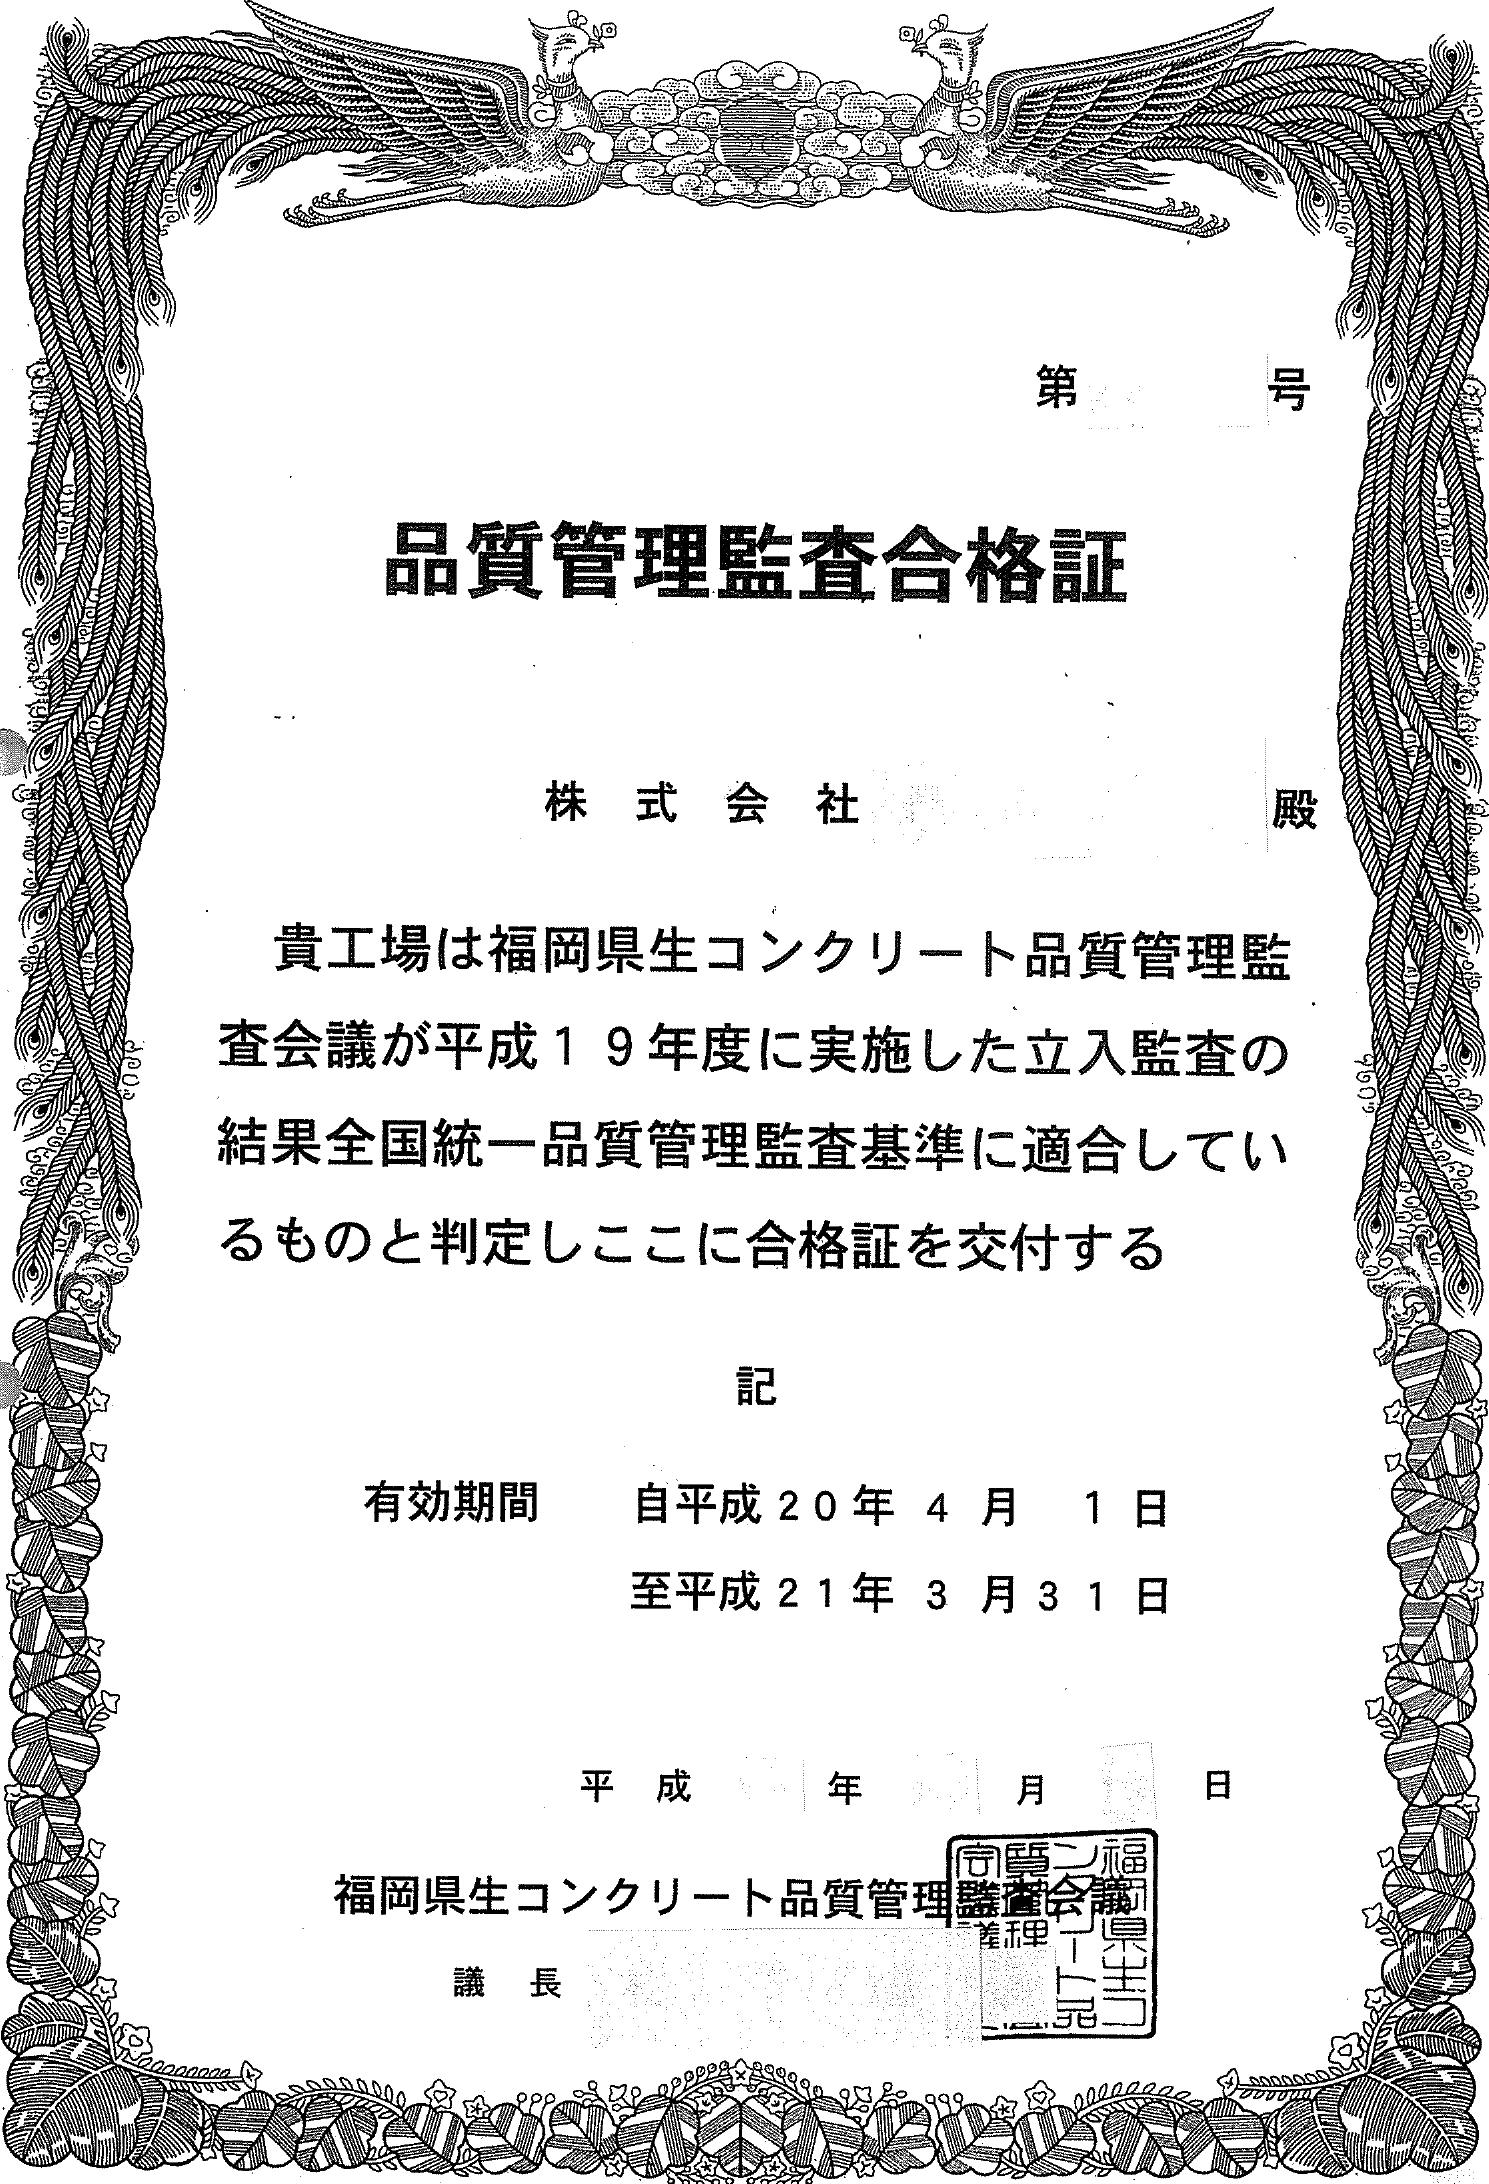 第 号
品質管理監査合格証
株式会社 殿
貴工場は福岡県生コンクリート品質管理監
査会議が平成19年度に実施した立入監査の
結果全国統一品質管理監査基準に適合してい
るものと判定しここに合格証を交付する
記
有効期間 自平成20年4月 1日
至平成21年3月31日
平成 年 月 日
福岡県生コンクリート品質管理監査会議
議長